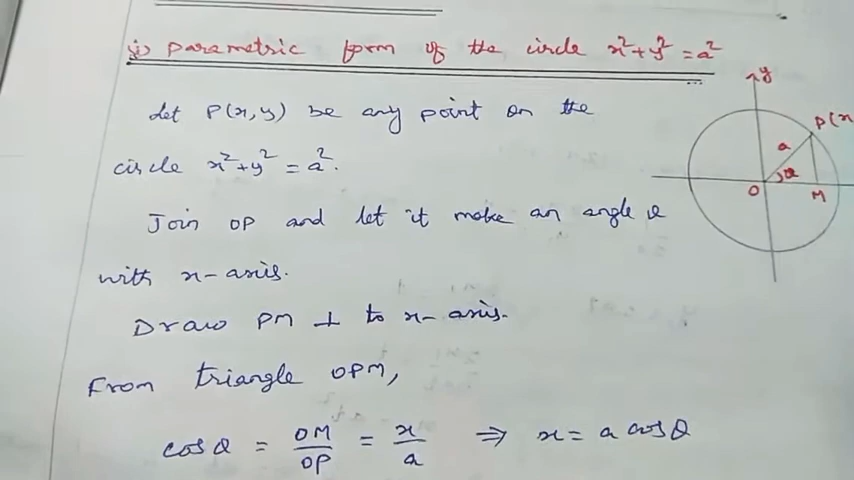 i) Parametric form of the circle x² + y² = a²
Let P(x, y) be any point on the
circle x² + y² = a².
Join OP and let it make an angle θ
with x-axis.
Draw PM ⊥ to x-axis.
From triangle OPM,
cos θ = OM/OP = x/a ⇒ x = a cos θ
y
P(x
a
θ
O
M